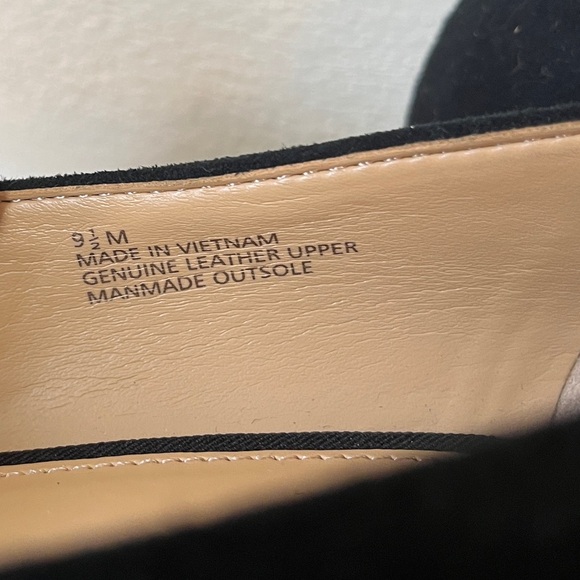 9½ M
MADE IN VIETNAM
GENUINE LEATHER UPPER
MANMADE OUTSOLE